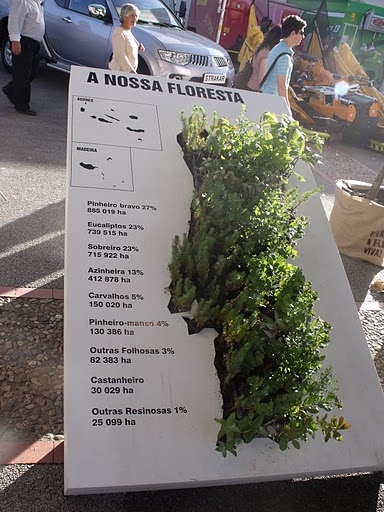 A NOSSA FLORESTA
AÇORES
MADEIRA
Pinheiro bravo 27%
885 019 ha
Eucaliptos 23%
739 515 ha
Sobreiro 23%
715 922 ha
Azinheira 13%
412 878 ha
Carvalhos 5%
150 020 ha
Pinheiro-manso 4%
130 386 ha
Outras Folhosas 3%
82 383 ha
Castanheiro
30 029 ha
Outras Resinosas 1%
25 099 ha
STRAKAR